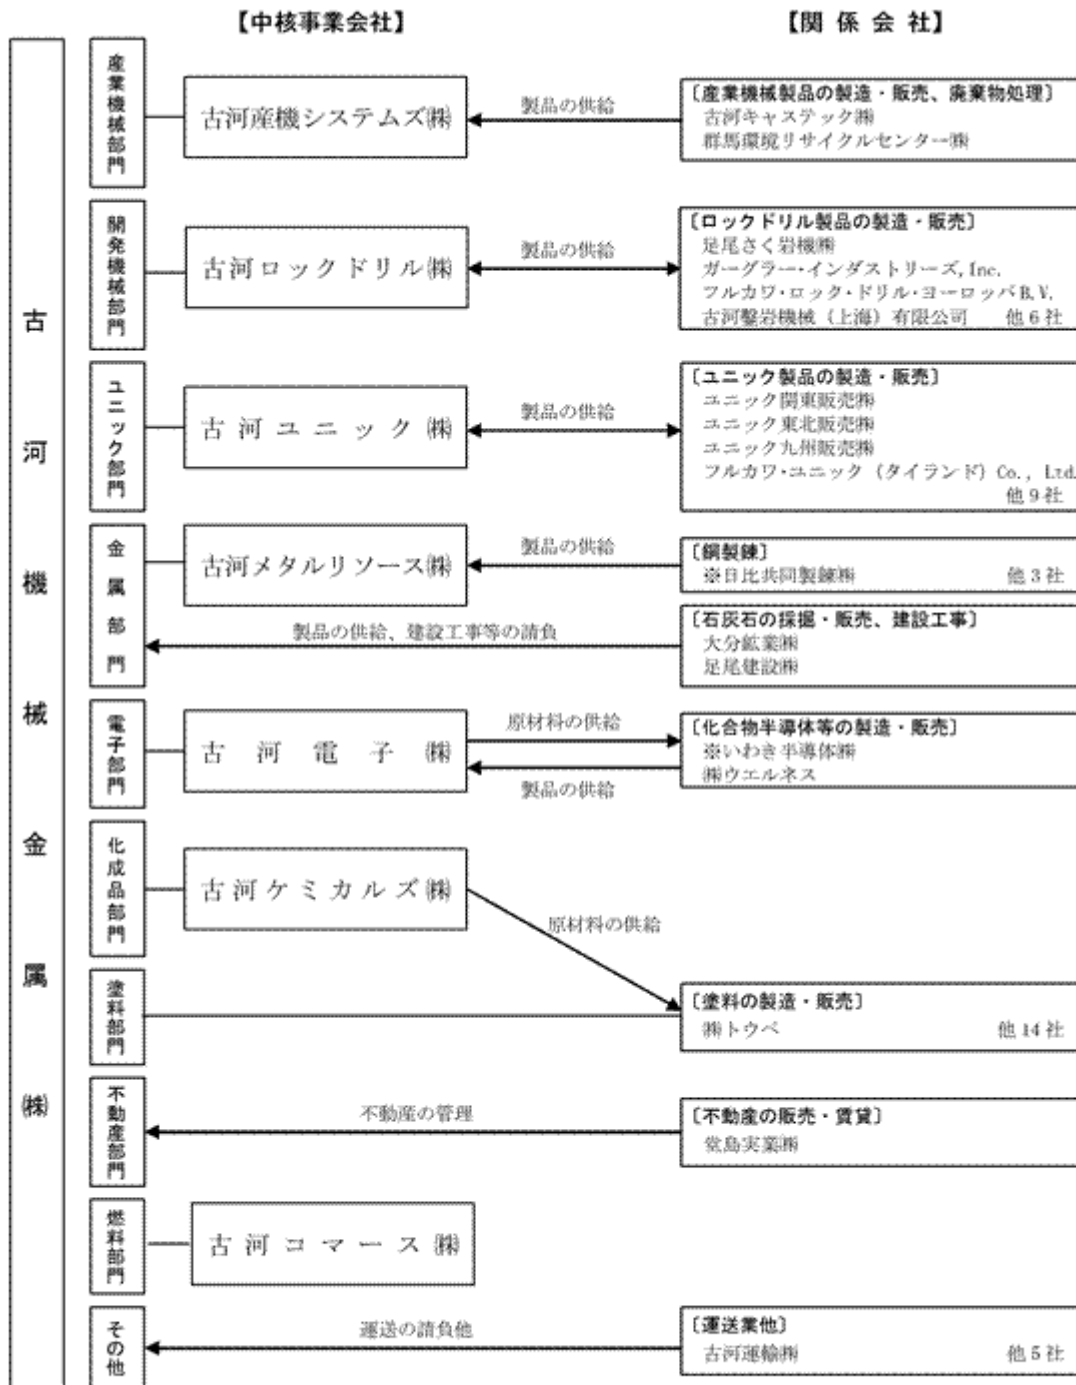 【中核事業会社】
【関係会社】
古河機械金属㈱
産業機械部門
古河産機システムズ㈱
製品の供給
〔産業機械製品の製造・販売、廃棄物処理〕
古河キャステック㈱
群馬環境リサイクルセンター㈱
開発機械部門
古河ロックドリル㈱
製品の供給
〔ロックドリル製品の製造・販売〕
足尾さく岩機㈱
ガーグラー・インダストリーズ, Inc.
フルカワ・ロック・ドリル・ヨーロッパB.V.
古河鑿岩機械（上海）有限公司 他６社
ユニック部門
古河ユニック㈱
製品の供給
〔ユニック製品の製造・販売〕
ユニック関東販売㈱
ユニック東北販売㈱
ユニック九州販売㈱
フルカワ・ユニック（タイランド）Co., Ltd.
他９社
金属部門
古河メタルリソース㈱
製品の供給
〔銅製錬〕
※日比共同製錬㈱ 他３社
製品の供給、建設工事等の請負
〔石灰石の採掘・販売、建設工事〕
大分鉱業㈱
足尾建設㈱
電子部門
古河電子㈱
原材料の供給
製品の供給
〔化合物半導体等の製造・販売〕
※いわき半導体㈱
㈱ウエルネス
化成品部門
古河ケミカルズ㈱
原材料の供給
塗料部門
〔塗料の製造・販売〕
㈱トウペ 他14社
不動産部門
不動産の管理
〔不動産の販売・賃貸〕
堂島実業㈱
燃料部門
古河コマース㈱
その他
運送の請負他
〔運送業他〕
古河運輸㈱ 他５社